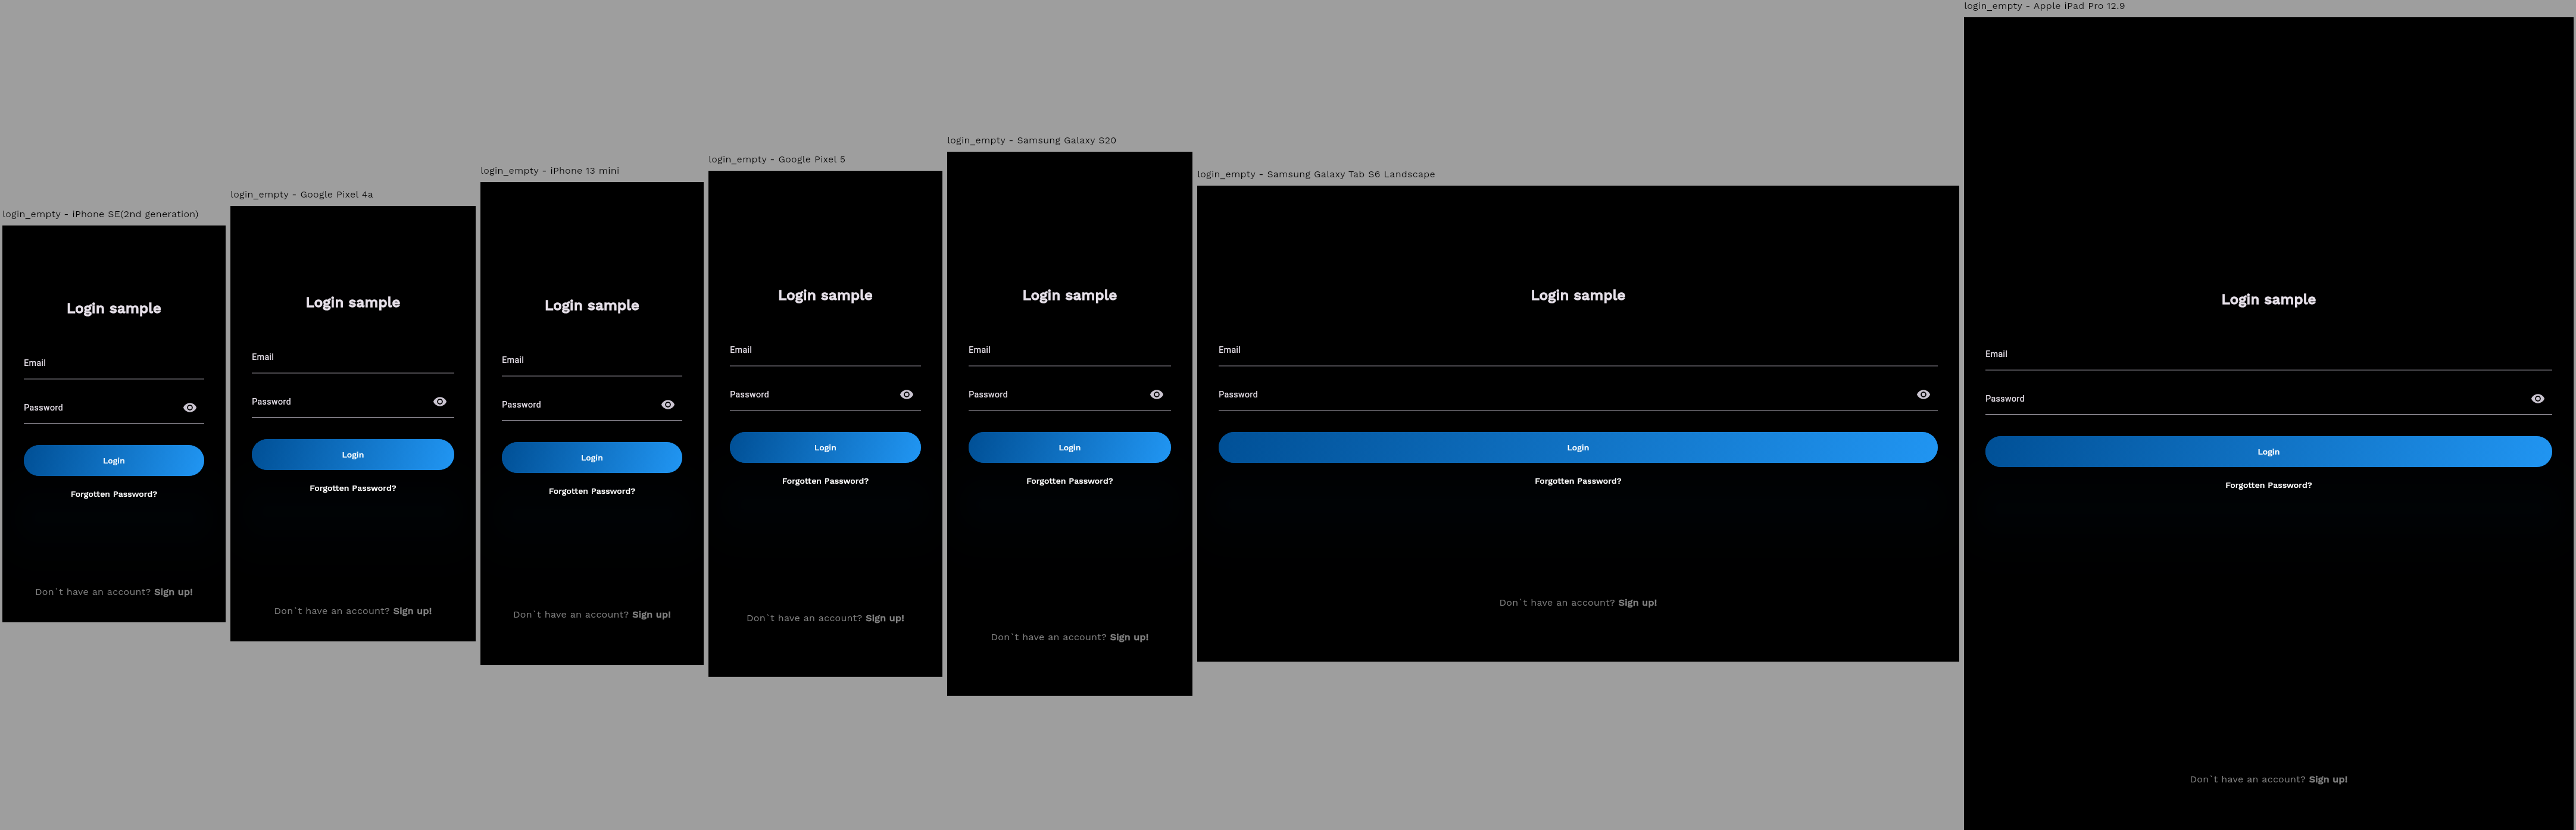 login_empty - iPhone SE(2nd generation)
Login sample
Email
Password
Login
Forgotten Password?
Don`t have an account? Sign up!
login_empty - Google Pixel 4a
Login sample
Email
Password
Login
Forgotten Password?
Don`t have an account? Sign up!
login_empty - iPhone 13 mini
Login sample
Email
Password
Login
Forgotten Password?
Don`t have an account? Sign up!
login_empty - Google Pixel 5
Login sample
Email
Password
Login
Forgotten Password?
Don`t have an account? Sign up!
login_empty - Samsung Galaxy S20
Login sample
Email
Password
Login
Forgotten Password?
Don`t have an account? Sign up!
login_empty - Samsung Galaxy Tab S6 Landscape
Login sample
Email
Password
Login
Forgotten Password?
Don`t have an account? Sign up!
login_empty - Apple iPad Pro 12.9
Login sample
Email
Password
Login
Forgotten Password?
Don`t have an account? Sign up!